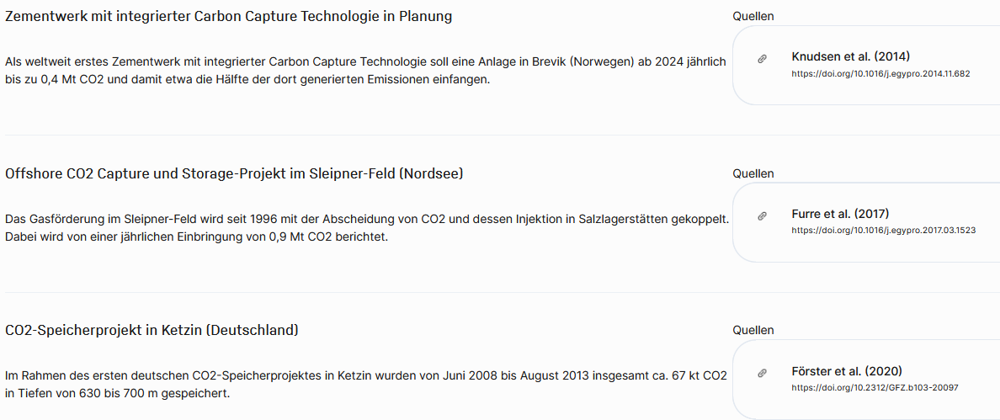 Zementwerk mit integrierter Carbon Capture Technologie in Planung
Als weltweit erstes Zementwerk mit integrierter Carbon Capture Technologie soll eine Anlage in Brevik (Norwegen) ab 2024 jährlich
bis zu 0,4 Mt CO2 und damit etwa die Hälfte der dort generierten Emissionen einfangen.
Quellen
Knudsen et al. (2014)
https://doi.org/10.1016/j.egypro.2014.11.682
Offshore CO2 Capture und Storage-Projekt im Sleipner-Feld (Nordsee)
Das Gasförderung im Sleipner-Feld wird seit 1996 mit der Abscheidung von CO2 und dessen Injektion in Salzlagerstätten gekoppelt.
Dabei wird von einer jährlichen Einbringung von 0,9 Mt CO2 berichtet.
Quellen
Furre et al. (2017)
https://doi.org/10.1016/j.egypro.2017.03.1523
CO2-Speicherprojekt in Ketzin (Deutschland)
Im Rahmen des ersten deutschen CO2-Speicherprojektes in Ketzin wurden von Juni 2008 bis August 2013 insgesamt ca. 67 kt CO2
in Tiefen von 630 bis 700 m gespeichert.
Quellen
Förster et al. (2020)
https://doi.org/10.2312/GFZ.b103-20097